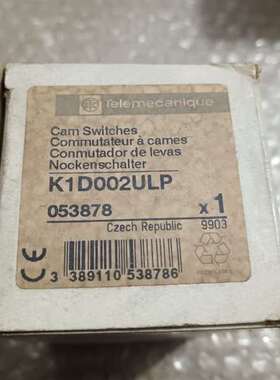 Telemecanique
Cam Switches
Commutateur à cames
Conmutador de levas
Nockenschalter
K1D002ULP
053878 x 1
Czech Republic 9903
CE
3 389110 538786